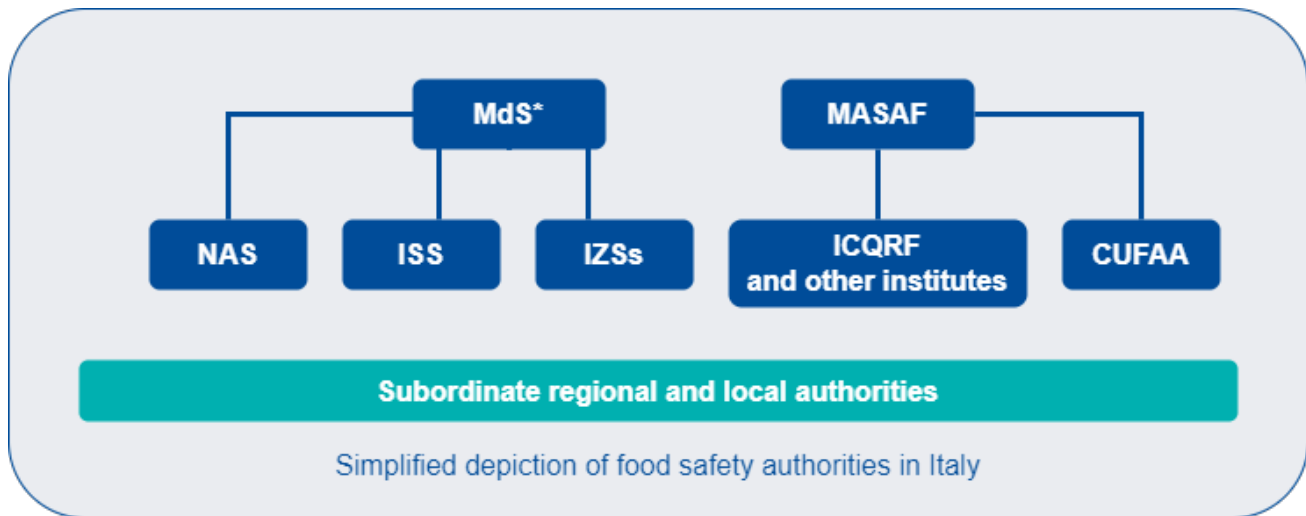 MdS*
MASAF
NAS
ISS
IZSs
ICQRF
and other institutes
CUFAA
Subordinate regional and local authorities
Simplified depiction of food safety authorities in Italy